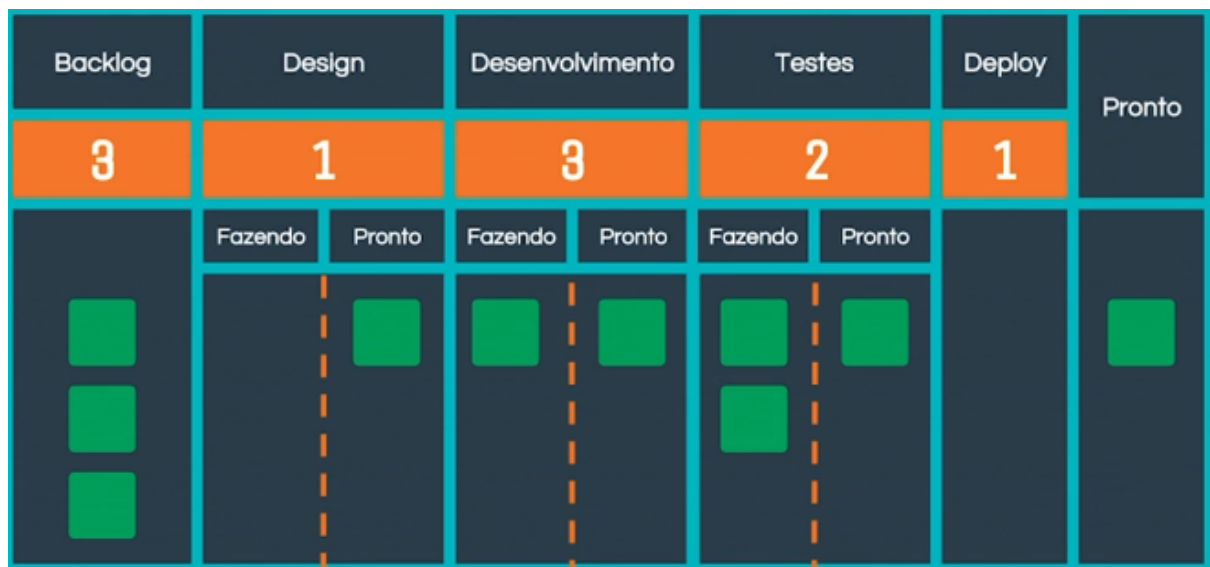 Backlog
Design
Desenvolvimento
Testes
Deploy
Pronto
3
1
3
2
1
Fazendo
Pronto
Fazendo
Pronto
Fazendo
Pronto